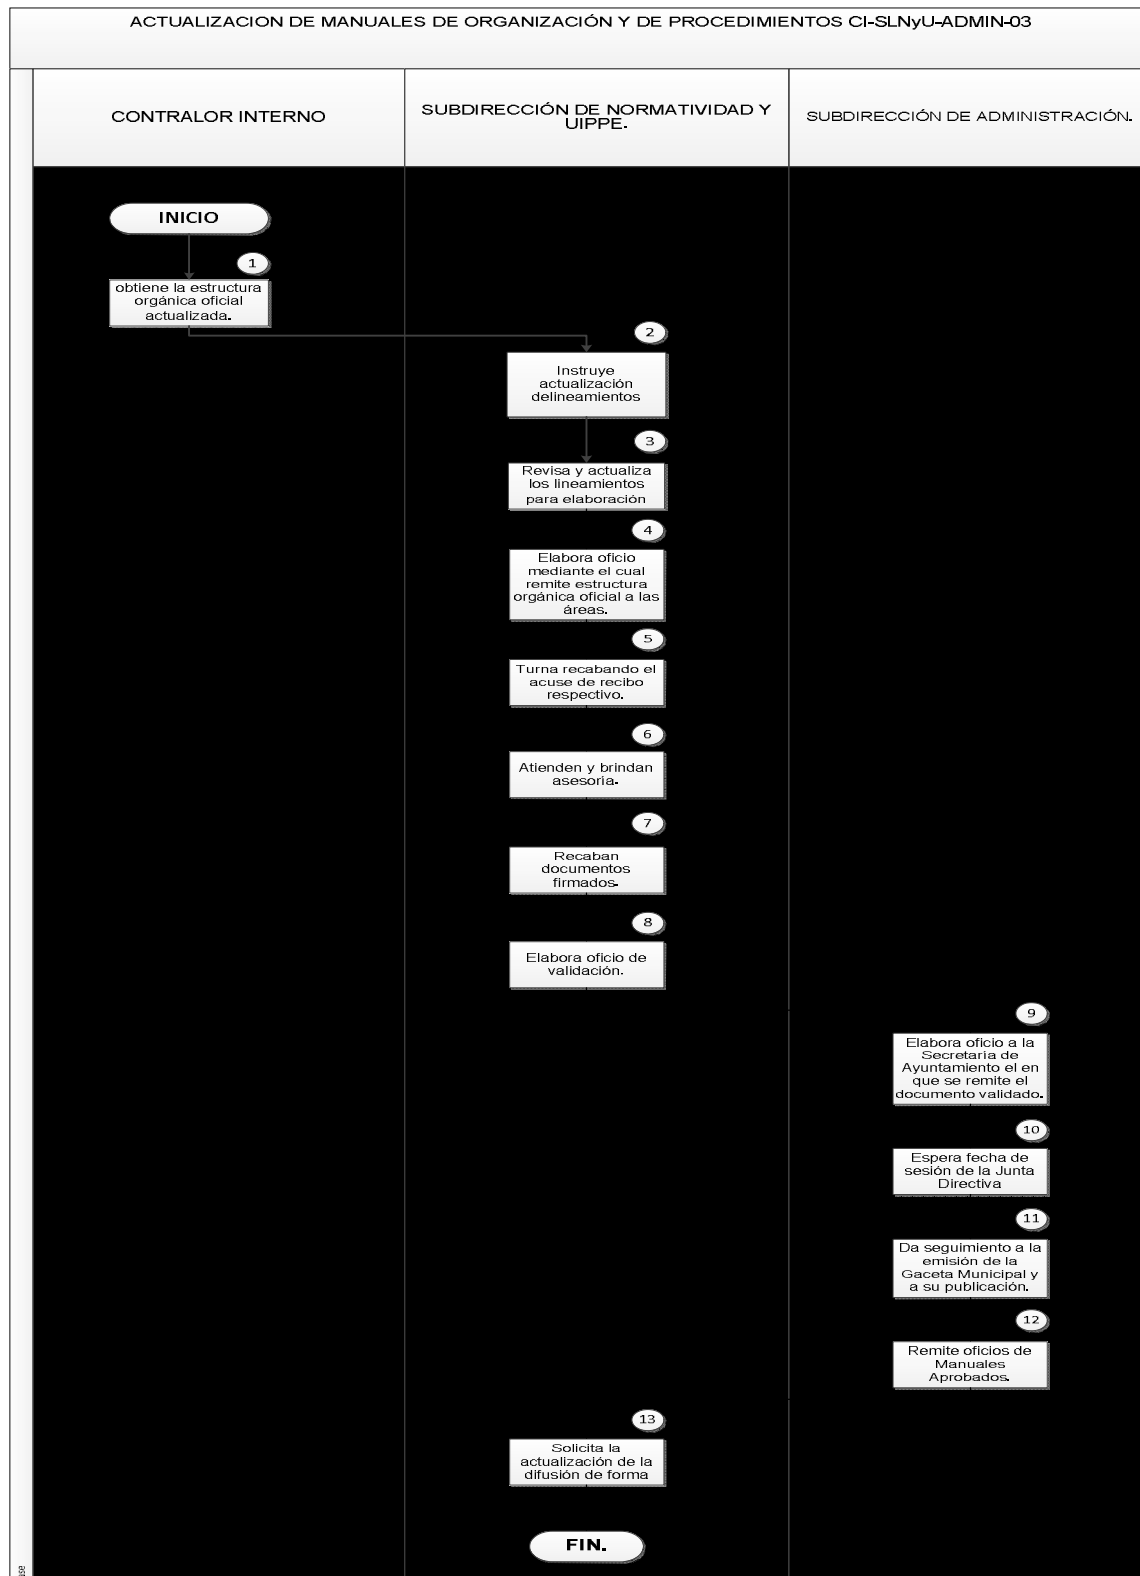 ACTUALIZACION DE MANUALES DE ORGANIZACIÓN Y DE PROCEDIMIENTOS CI-SLNyU-ADMIN-03
CONTRALOR INTERNO
SUBDIRECCIÓN DE NORMATIVIDAD Y
UIPPE.
SUBDIRECCIÓN DE ADMINISTRACIÓN.
INICIO
1
obtiene la estructura
orgánica oficial
actualizada.
2
Instruye
actualización
delineamientos
3
Revisa y actualiza
los lineamientos
para elaboración
4
Elabora oficio
mediante el cual
remite estructura
orgánica oficial a las
áreas.
5
Turna recabando el
acuse de recibo
respectivo.
6
Atienden y brindan
asesoría.
7
Recaban
documentos
firmados.
8
Elabora oficio de
validación.
9
Elabora oficio a la
Secretaría de
Ayuntamiento el en
que se remite el
documento validado.
10
Espera fecha de
sesión de la Junta
Directiva
11
Da seguimiento a la
emisión de la
Gaceta Municipal y
a su publicación.
12
Remite oficios de
Manuales
Aprobados.
13
Solicita la
actualización de la
difusión de forma
FIN.